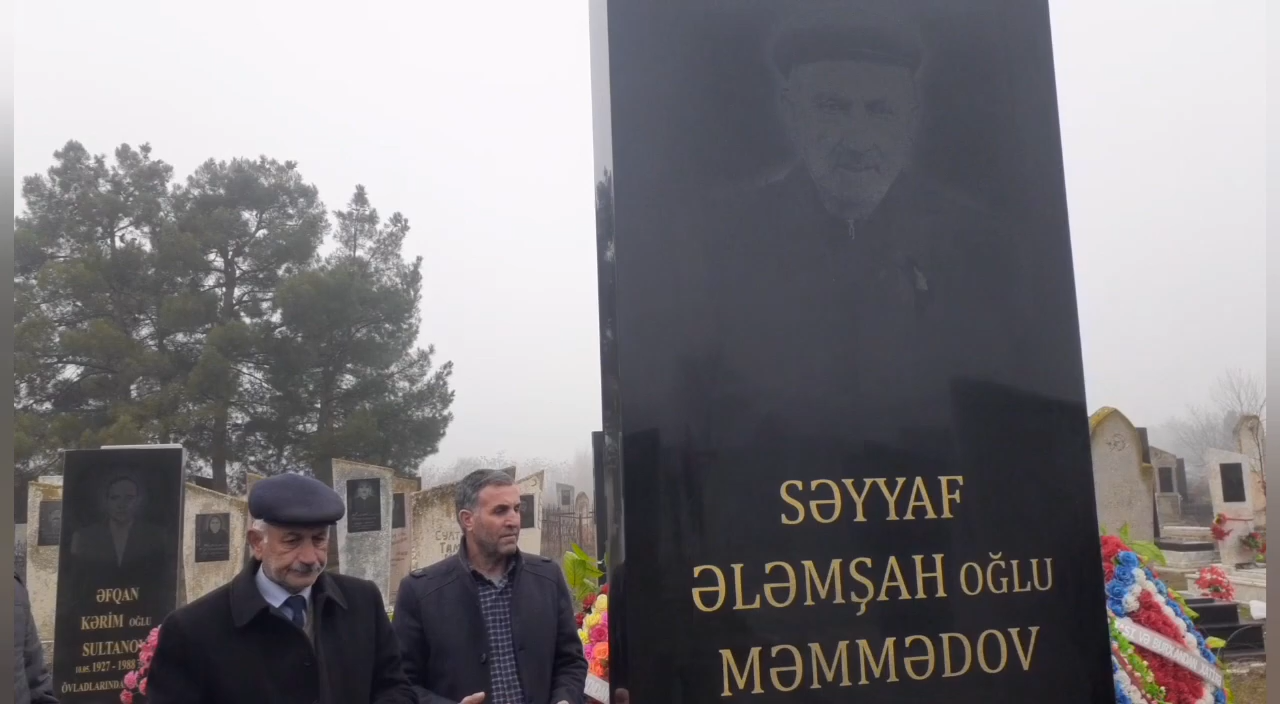 SƏYYAF
ƏLƏMŞAH OĞLU
MƏMMƏDOV
ƏFQAN
KƏRİM OĞLU
SULTANOV
1927 - 1988
ÖVLADLARINDAN